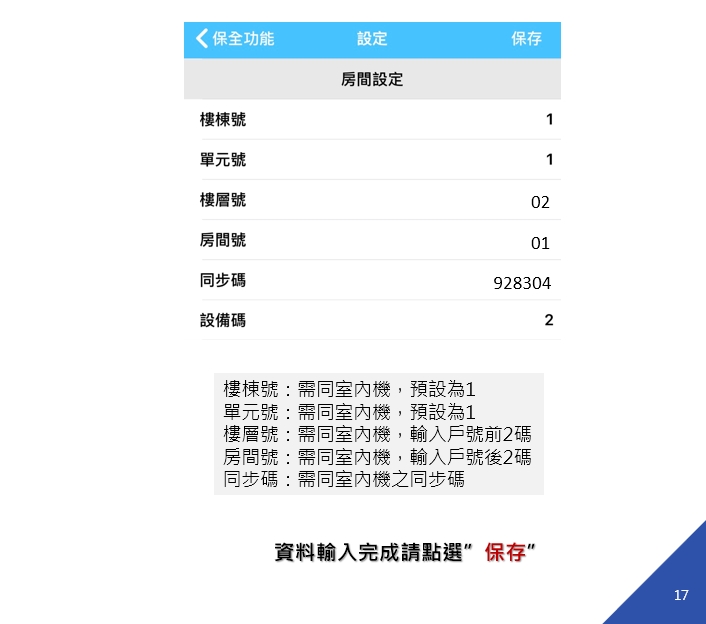 保全功能 設定 保存
房間設定
樓棟號 1
單元號 1
樓層號 02
房間號 01
同步碼 928304
設備碼 2
樓棟號：需同室內機，預設為1
單元號：需同室內機，預設為1
樓層號：需同室內機，輸入戶號前2碼
房間號：需同室內機，輸入戶號後2碼
同步碼：需同室內機之同步碼
資料輸入完成請點選”保存”
17